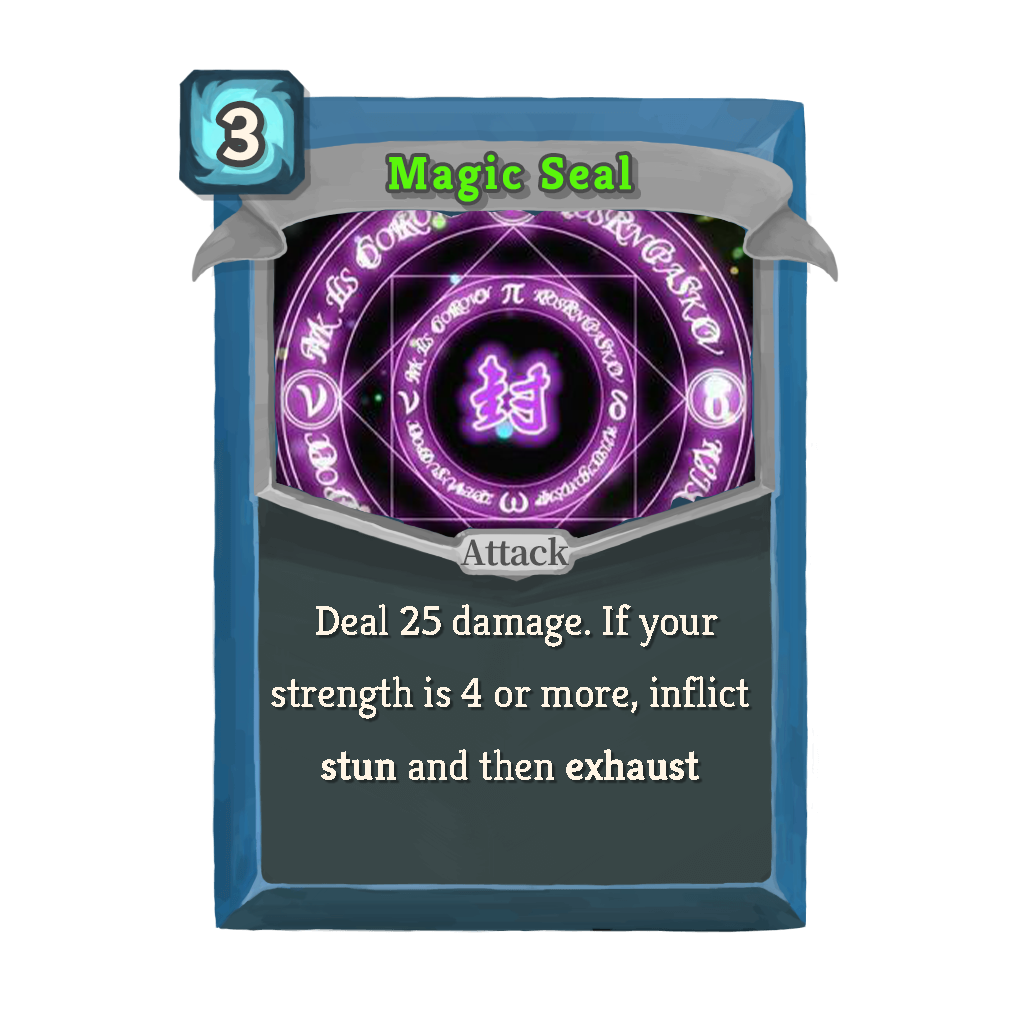 3
Magic Seal
π
封
ω
Attack
Deal 25 damage. If your
strength is 4 or more, inflict
stun and then exhaust